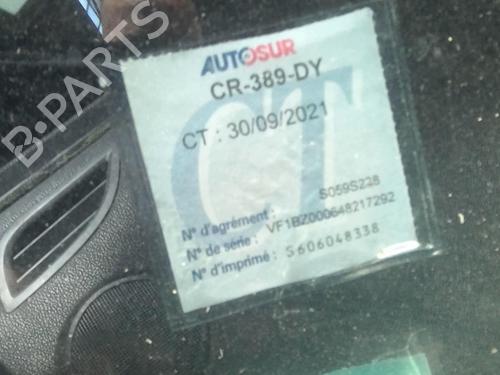 AUTOSUR
CR-389-DY
CT : 30/09/2021
CT
N° d'agrément : S059S228
N° de série : VF1BZ000648217292
N° d'imprimé : S606048338
B-PARTS